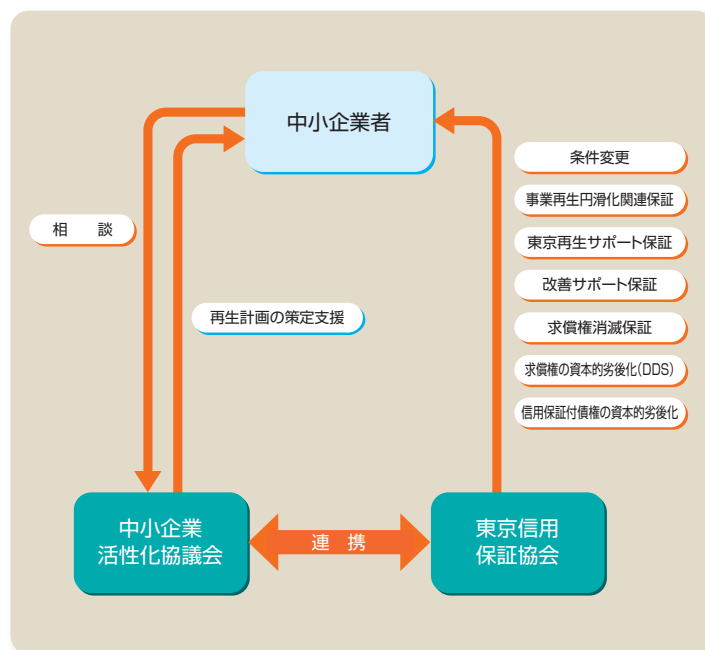 中小企業者
条件変更
事業再生円滑化関連保証
相　談
東京再生サポート保証
改善サポート保証
再生計画の策定支援
求償権消滅保証
求償権の資本的劣後化(DDS)
信用保証付債権の資本的劣後化
中小企業
活性化協議会
連　携
東京信用
保証協会